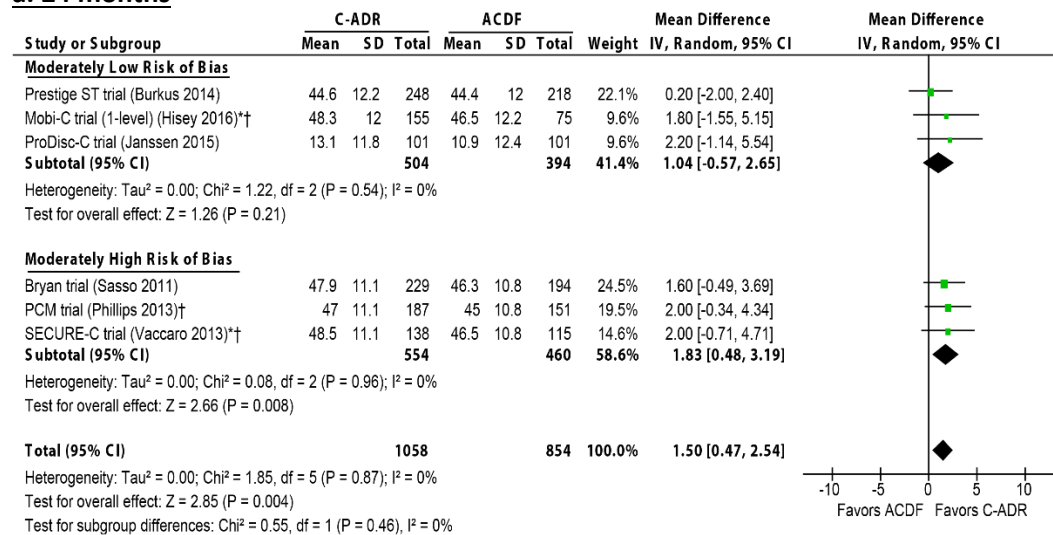 a. 24 months
C-ADR ACDF Mean Difference Mean Difference
Study or Subgroup Mean SD Total Mean SD Total Weight IV, Random, 95% CI IV, Random, 95% CI
Moderately Low Risk of Bias
Prestige ST trial (Burkus 2014) 44.6 12.2 248 44.4 12 218 22.1% 0.20 [-2.00, 2.40]
Mobi-C trial (1-level) (Hisey 2016)*† 48.3 12 155 46.5 12.2 75 9.6% 1.80 [-1.55, 5.15]
ProDisc-C trial (Janssen 2015) 13.1 11.8 101 10.9 12.4 101 9.6% 2.20 [-1.14, 5.54]
Subtotal (95% CI) 504 394 41.4% 1.04 [-0.57, 2.65]
Heterogeneity: Tau² = 0.00; Chi² = 1.22, df = 2 (P = 0.54); I² = 0%
Test for overall effect: Z = 1.26 (P = 0.21)
Moderately High Risk of Bias
Bryan trial (Sasso 2011) 47.9 11.1 229 46.3 10.8 194 24.5% 1.60 [-0.49, 3.69]
PCM trial (Phillips 2013)† 47 11.1 187 45 10.8 151 19.5% 2.00 [-0.34, 4.34]
SECURE-C trial (Vaccaro 2013)*† 48.5 11.1 138 46.5 10.8 115 14.6% 2.00 [-0.71, 4.71]
Subtotal (95% CI) 554 460 58.6% 1.83 [0.48, 3.19]
Heterogeneity: Tau² = 0.00; Chi² = 0.08, df = 2 (P = 0.96); I² = 0%
Test for overall effect: Z = 2.66 (P = 0.008)
Total (95% CI) 1058 854 100.0% 1.50 [0.47, 2.54]
Heterogeneity: Tau² = 0.00; Chi² = 1.85, df = 5 (P = 0.87); I² = 0%
Test for overall effect: Z = 2.85 (P = 0.004)
Test for subgroup differences: Chi² = 0.55, df = 1 (P = 0.46), I² = 0%
-10 -5 0 5 10
Favors ACDF Favors C-ADR